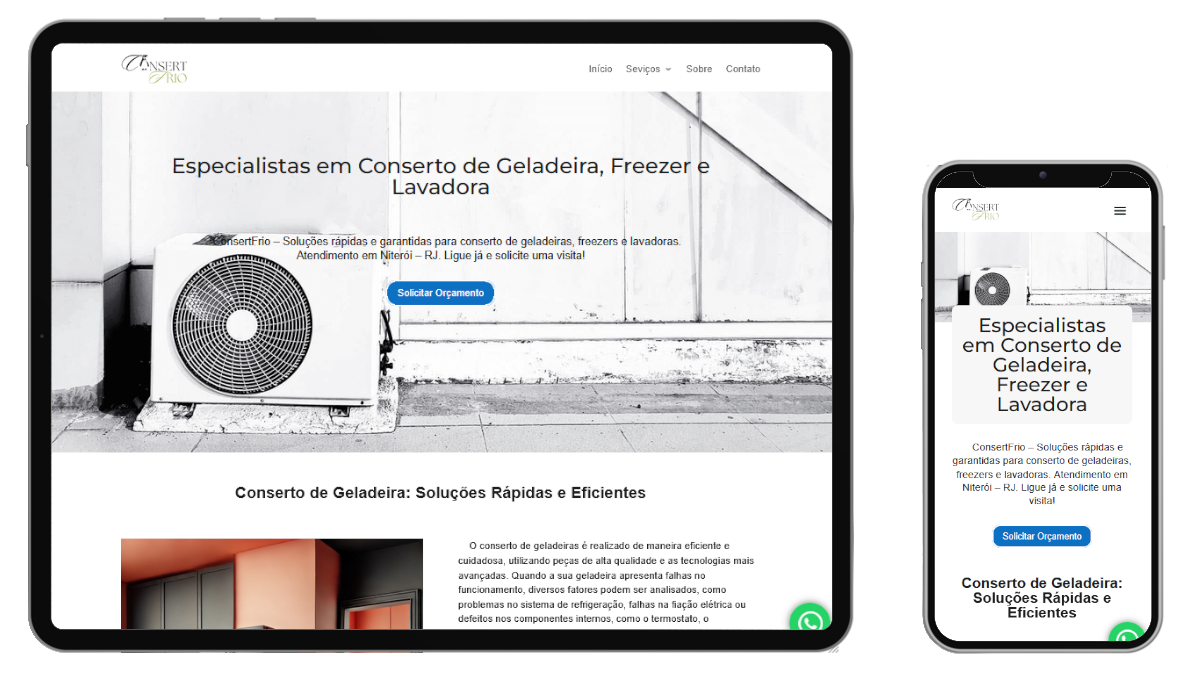 CONSERT
FRIO
Início Seviços Sobre Contato
Especialistas em Conserto de Geladeira, Freezer e
Lavadora
ConsertFrio – Soluções rápidas e garantidas para conserto de geladeiras, freezers e lavadoras.
Atendimento em Niterói – RJ. Ligue já e solicite uma visita!
Solicitar Orçamento
Conserto de Geladeira: Soluções Rápidas e Eficientes
O conserto de geladeiras é realizado de maneira eficiente e
cuidadosa, utilizando peças de alta qualidade e as tecnologias mais
avançadas. Quando a sua geladeira apresenta falhas no
funcionamento, diversos fatores podem ser analisados, como
problemas no sistema de refrigeração, falhas na fiação elétrica ou
defeitos nos componentes internos, como o termostato, o
CONSERT
FRIO
Especialistas
em Conserto de
Geladeira,
Freezer e
Lavadora
ConsertFrio – Soluções rápidas e
garantidas para conserto de geladeiras,
freezers e lavadoras. Atendimento em
Niterói – RJ. Ligue já e solicite uma
visita!
Solicitar Orçamento
Conserto de Geladeira:
Soluções Rápidas e
Eficientes